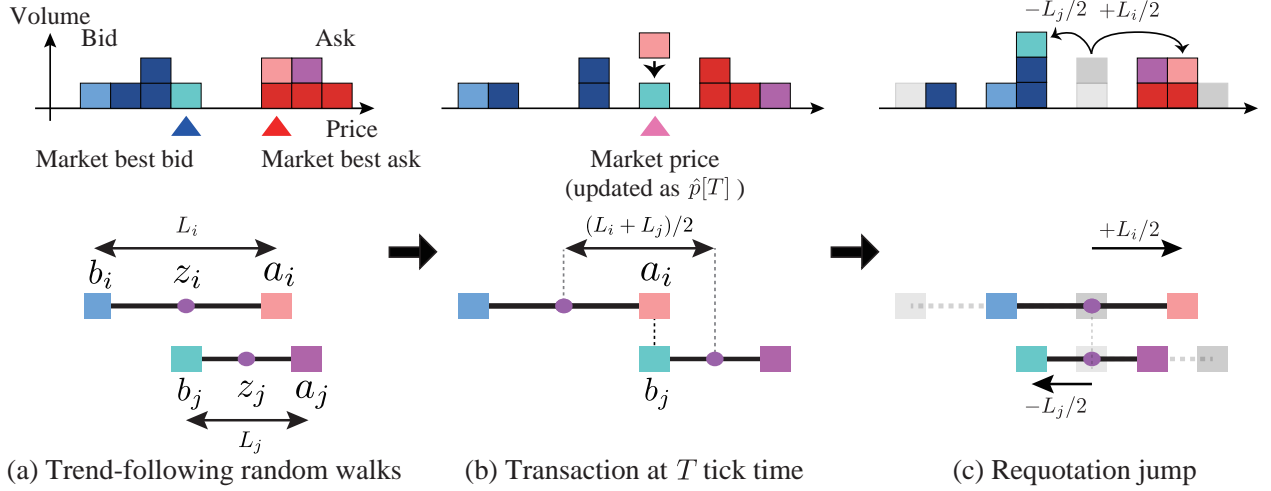 Volume
Bid
Ask
Price
Market best bid
Market best ask
Market price
(updated as p̂[T] )
−L_j/2
+L_i/2
L_i
b_i
z_i
a_i
b_j
z_j
a_j
L_j
(L_i + L_j)/2
a_i
b_j
+L_i/2
−L_j/2
(a) Trend-following random walks
(b) Transaction at T tick time
(c) Requotation jump